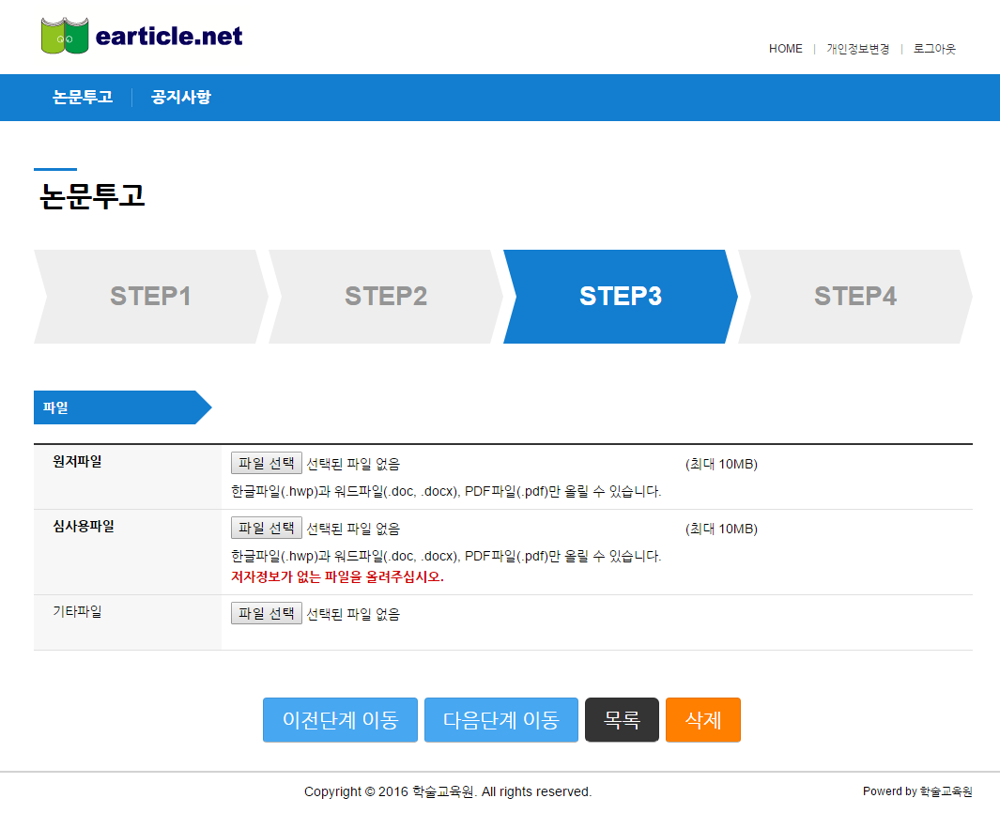 earticle.net
HOME | 개인정보변경 | 로그아웃
논문투고 | 공지사항
논문투고
STEP1 STEP2 STEP3 STEP4
파일
원저파일 파일 선택 선택된 파일 없음 (최대 10MB)
한글파일(.hwp)과 워드파일(.doc, .docx), PDF파일(.pdf)만 올릴 수 있습니다.
심사용파일 파일 선택 선택된 파일 없음 (최대 10MB)
한글파일(.hwp)과 워드파일(.doc, .docx), PDF파일(.pdf)만 올릴 수 있습니다.
저자정보가 없는 파일을 올려주십시오.
기타파일 파일 선택 선택된 파일 없음
이전단계 이동 다음단계 이동 목록 삭제
Copyright © 2016 학술교육원. All rights reserved. Powerd by 학술교육원